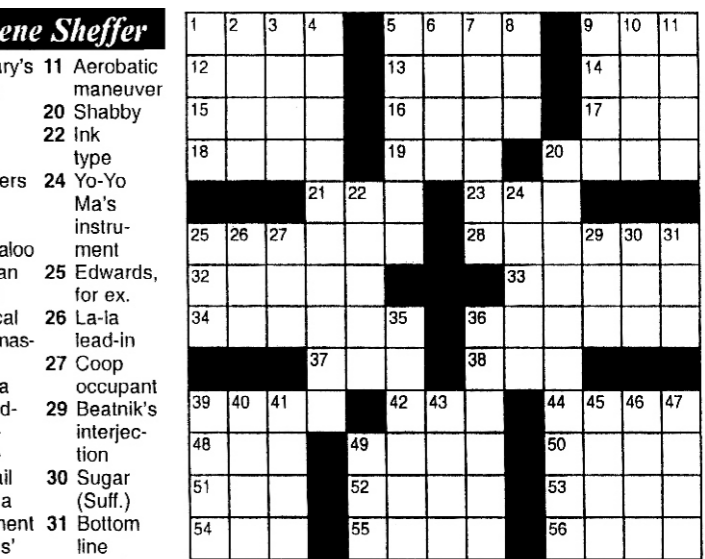 ene Sheffer
ry's
ers
aloo
an
cal
mas-
a
d-
ail
a
nent
s'
11 Aerobatic
maneuver
20 Shabby
22 Ink
type
24 Yo-Yo
Ma's
instru-
ment
25 Edwards,
for ex.
26 La-la
lead-in
27 Coop
occupant
29 Beatnik's
interjec-
tion
30 Sugar
(Suff.)
31 Bottom
line
1 2 3 4 5 6 7 8 9 10 11
12 13 14
15 16 17
18 19 20
21 22 23 24
25 26 27 28 29 30 31
32 33
34 35 36
37 38
39 40 41 42 43 44 45 46 47
48 49 50
51 52 53
54 55 56